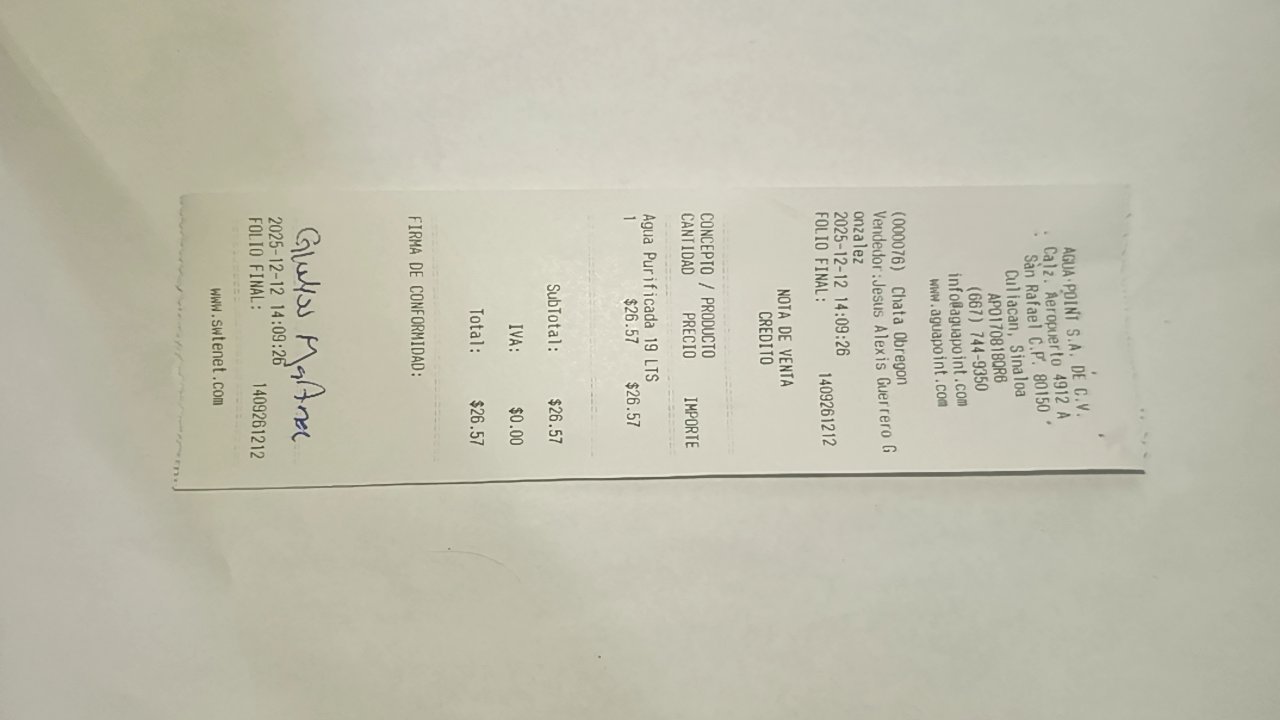 AGUA POINT S.A. DE C.V.
Calz. Aeropuerto 4912 A
San Rafael C.P. 80150
Culiacan, Sinaloa
APO170818QR6
(667) 744-9350
info@aguapoint.com
www.aguapoint.com
(000076) Chata Obregon
Vendedor:Jesus Alexis Guerrero G
onzalez
2025-12-12 14:09:26
FOLIO FINAL: 1409261212
NOTA DE VENTA
CREDITO
CONCEPTO / PRODUCTO
CANTIDAD PRECIO IMPORTE
Agua Purificada 19 LTS
1 $26.57 $26.57
SubTotal: $26.57
IVA: $0.00
Total: $26.57
FIRMA DE CONFORMIDAD:
2025-12-12 14:09:26
FOLIO FINAL: 1409261212
www.swtenet.com